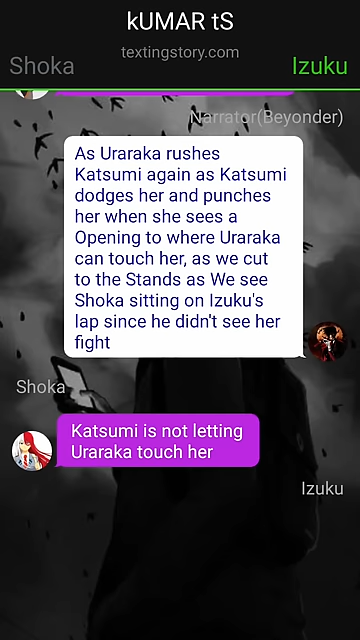 kUMAR tS
textingstory.com
Shoka
Izuku
Narrator(Beyonder)
As Uraraka rushes
Katsumi again as Katsumi
dodges her and punches
her when she sees a
Opening to where Uraraka
can touch her, as we cut
to the Stands as We see
Shoka sitting on Izuku's
lap since he didn't see her
fight
Shoka
Katsumi is not letting
Uraraka touch her
Izuku